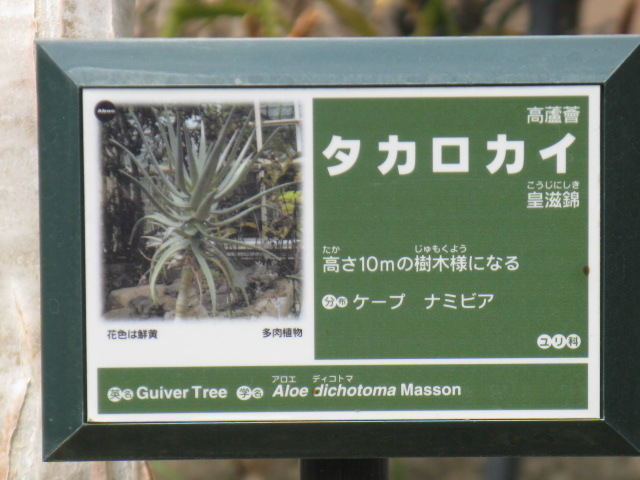 Aloe
高蘆薈
タカロカイ
こうじにしき
皇滋錦
たか じゅもくよう
高さ10mの樹木様になる
分布 ケープ ナミビア
花色は鮮黄 多肉植物
ユリ科
アロエ ディコトマ
英名 Guiver Tree 学名 Aloe dichotoma Masson